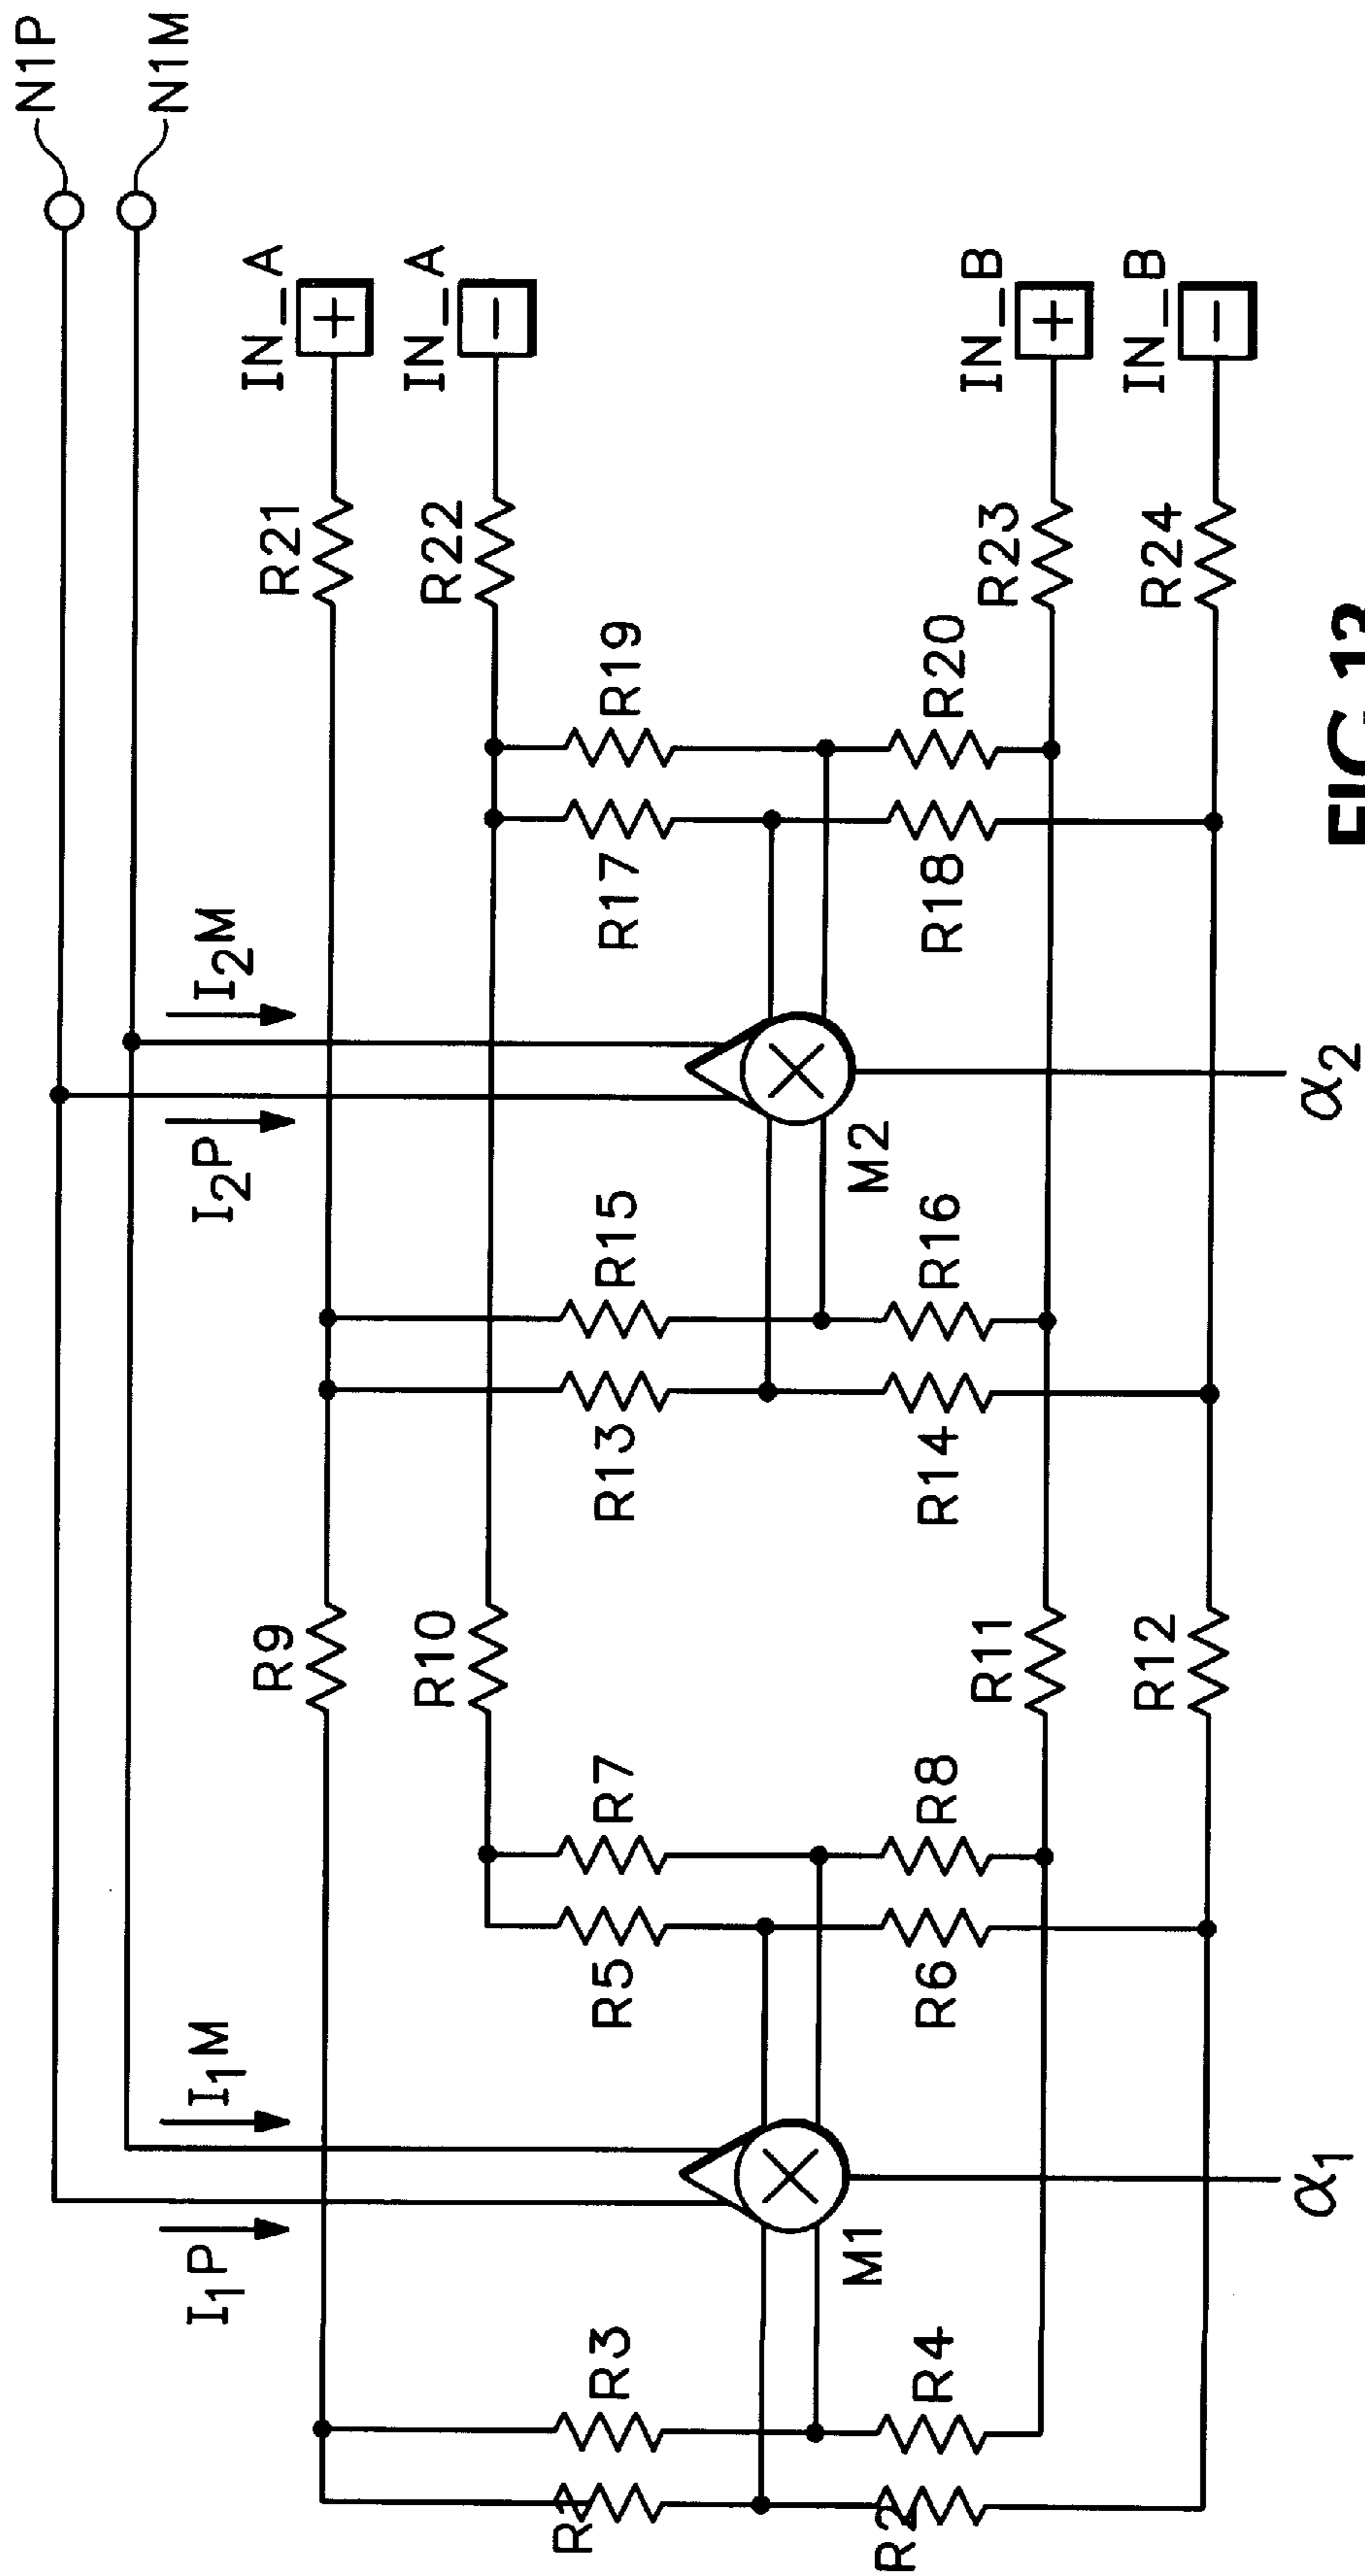 N1P
N1M
I1P
I1M
I2P
I2M
R9
R21
IN_A
+
R10
R22
IN_A
−
R3
R5
R7
R13
R15
R17
R19
M1
M2
R2
R4
R6
R8
R14
R16
R18
R20
R11
R23
IN_B
+
R12
R24
IN_B
−
α1
α2
FIG.13